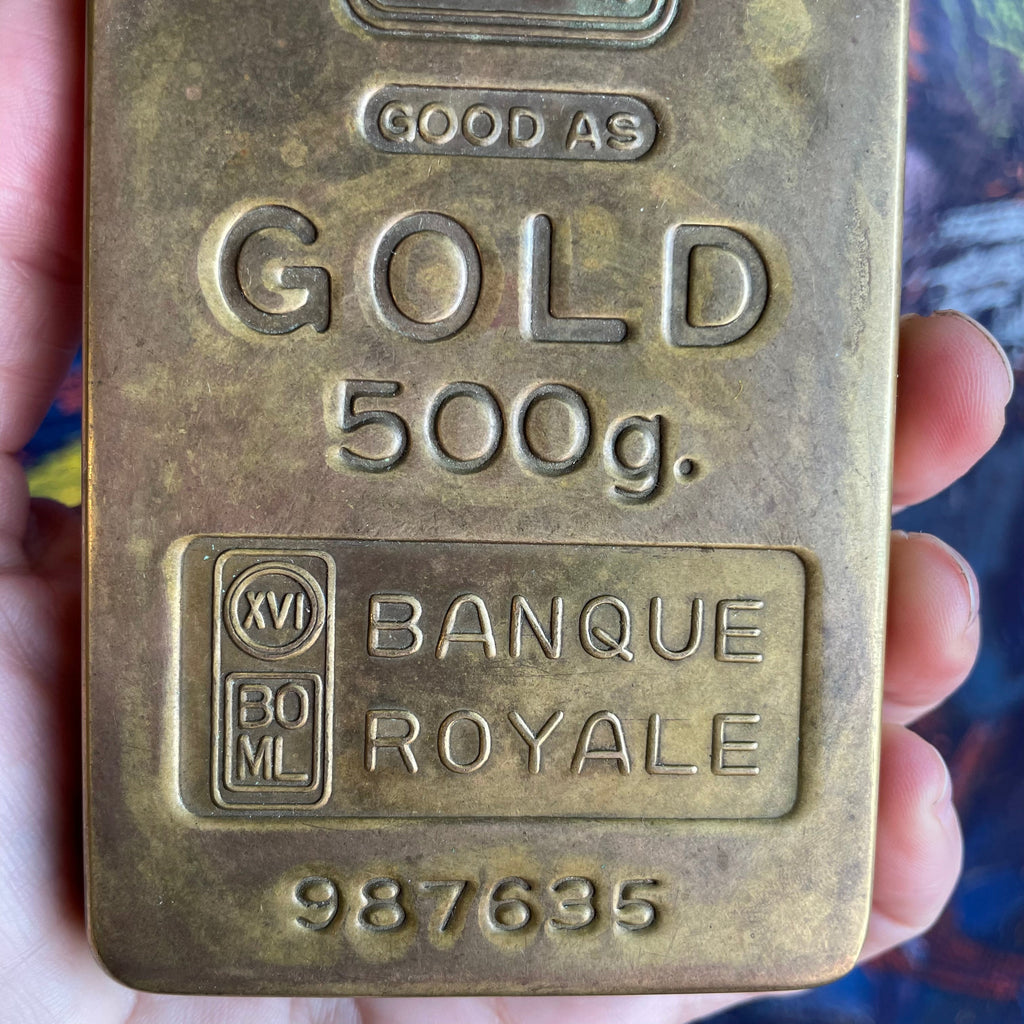 GOOD AS
GOLD
500g.
XVI
BO
ML
BANQUE
ROYALE
987635